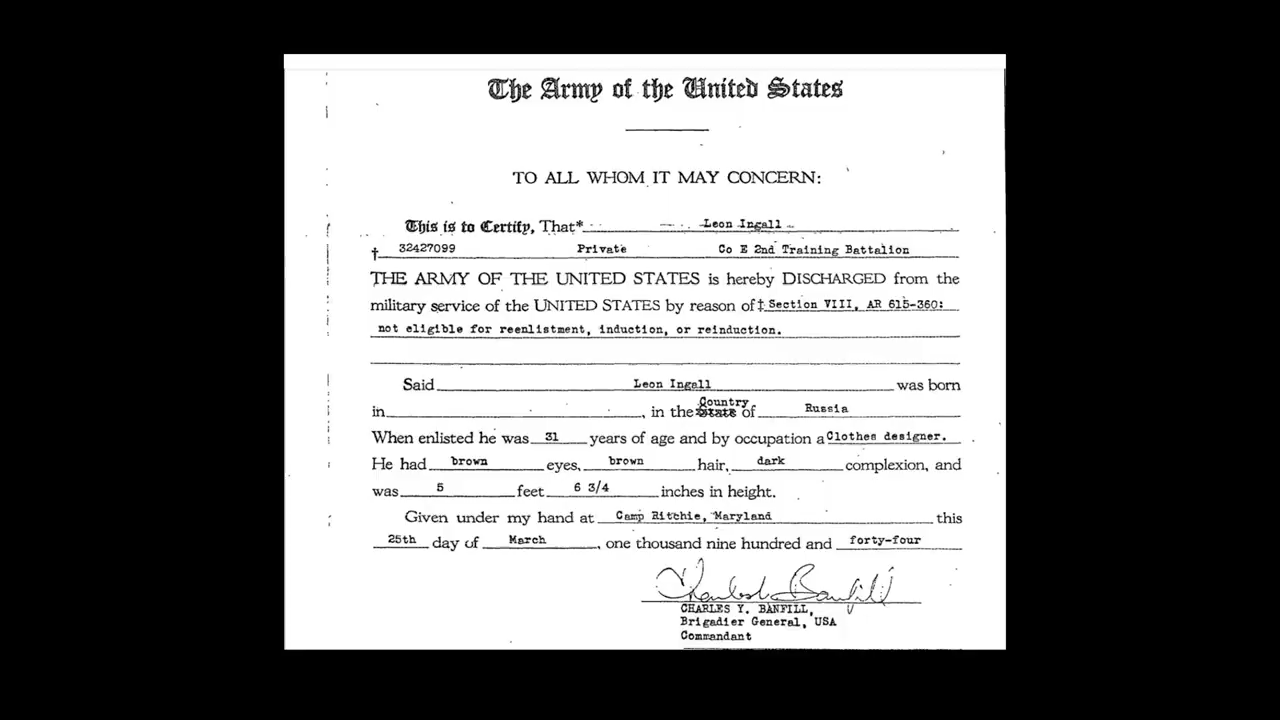 The Army of the United States
TO ALL WHOM IT MAY CONCERN:
This is to Certify, That* Leon Ingall
† 32427099 Private Co E 2nd Training Battalion
THE ARMY OF THE UNITED STATES is hereby DISCHARGED from the
military service of the UNITED STATES by reason of ‡ Section VIII, AR 615-360:
not eligible for reenlistment, induction, or reinduction.
Said Leon Ingall was born
in , in the State Country of Russia
When enlisted he was 31 years of age and by occupation a Clothes designer.
He had brown eyes, brown hair, dark complexion, and
was 5 feet 6 3/4 inches in height.
Given under my hand at Camp Ritchie, Maryland this
25th day of March, one thousand nine hundred and forty-four
Charles Y. Banfill
CHARLES Y. BANFILL,
Brigadier General, USA
Commandant